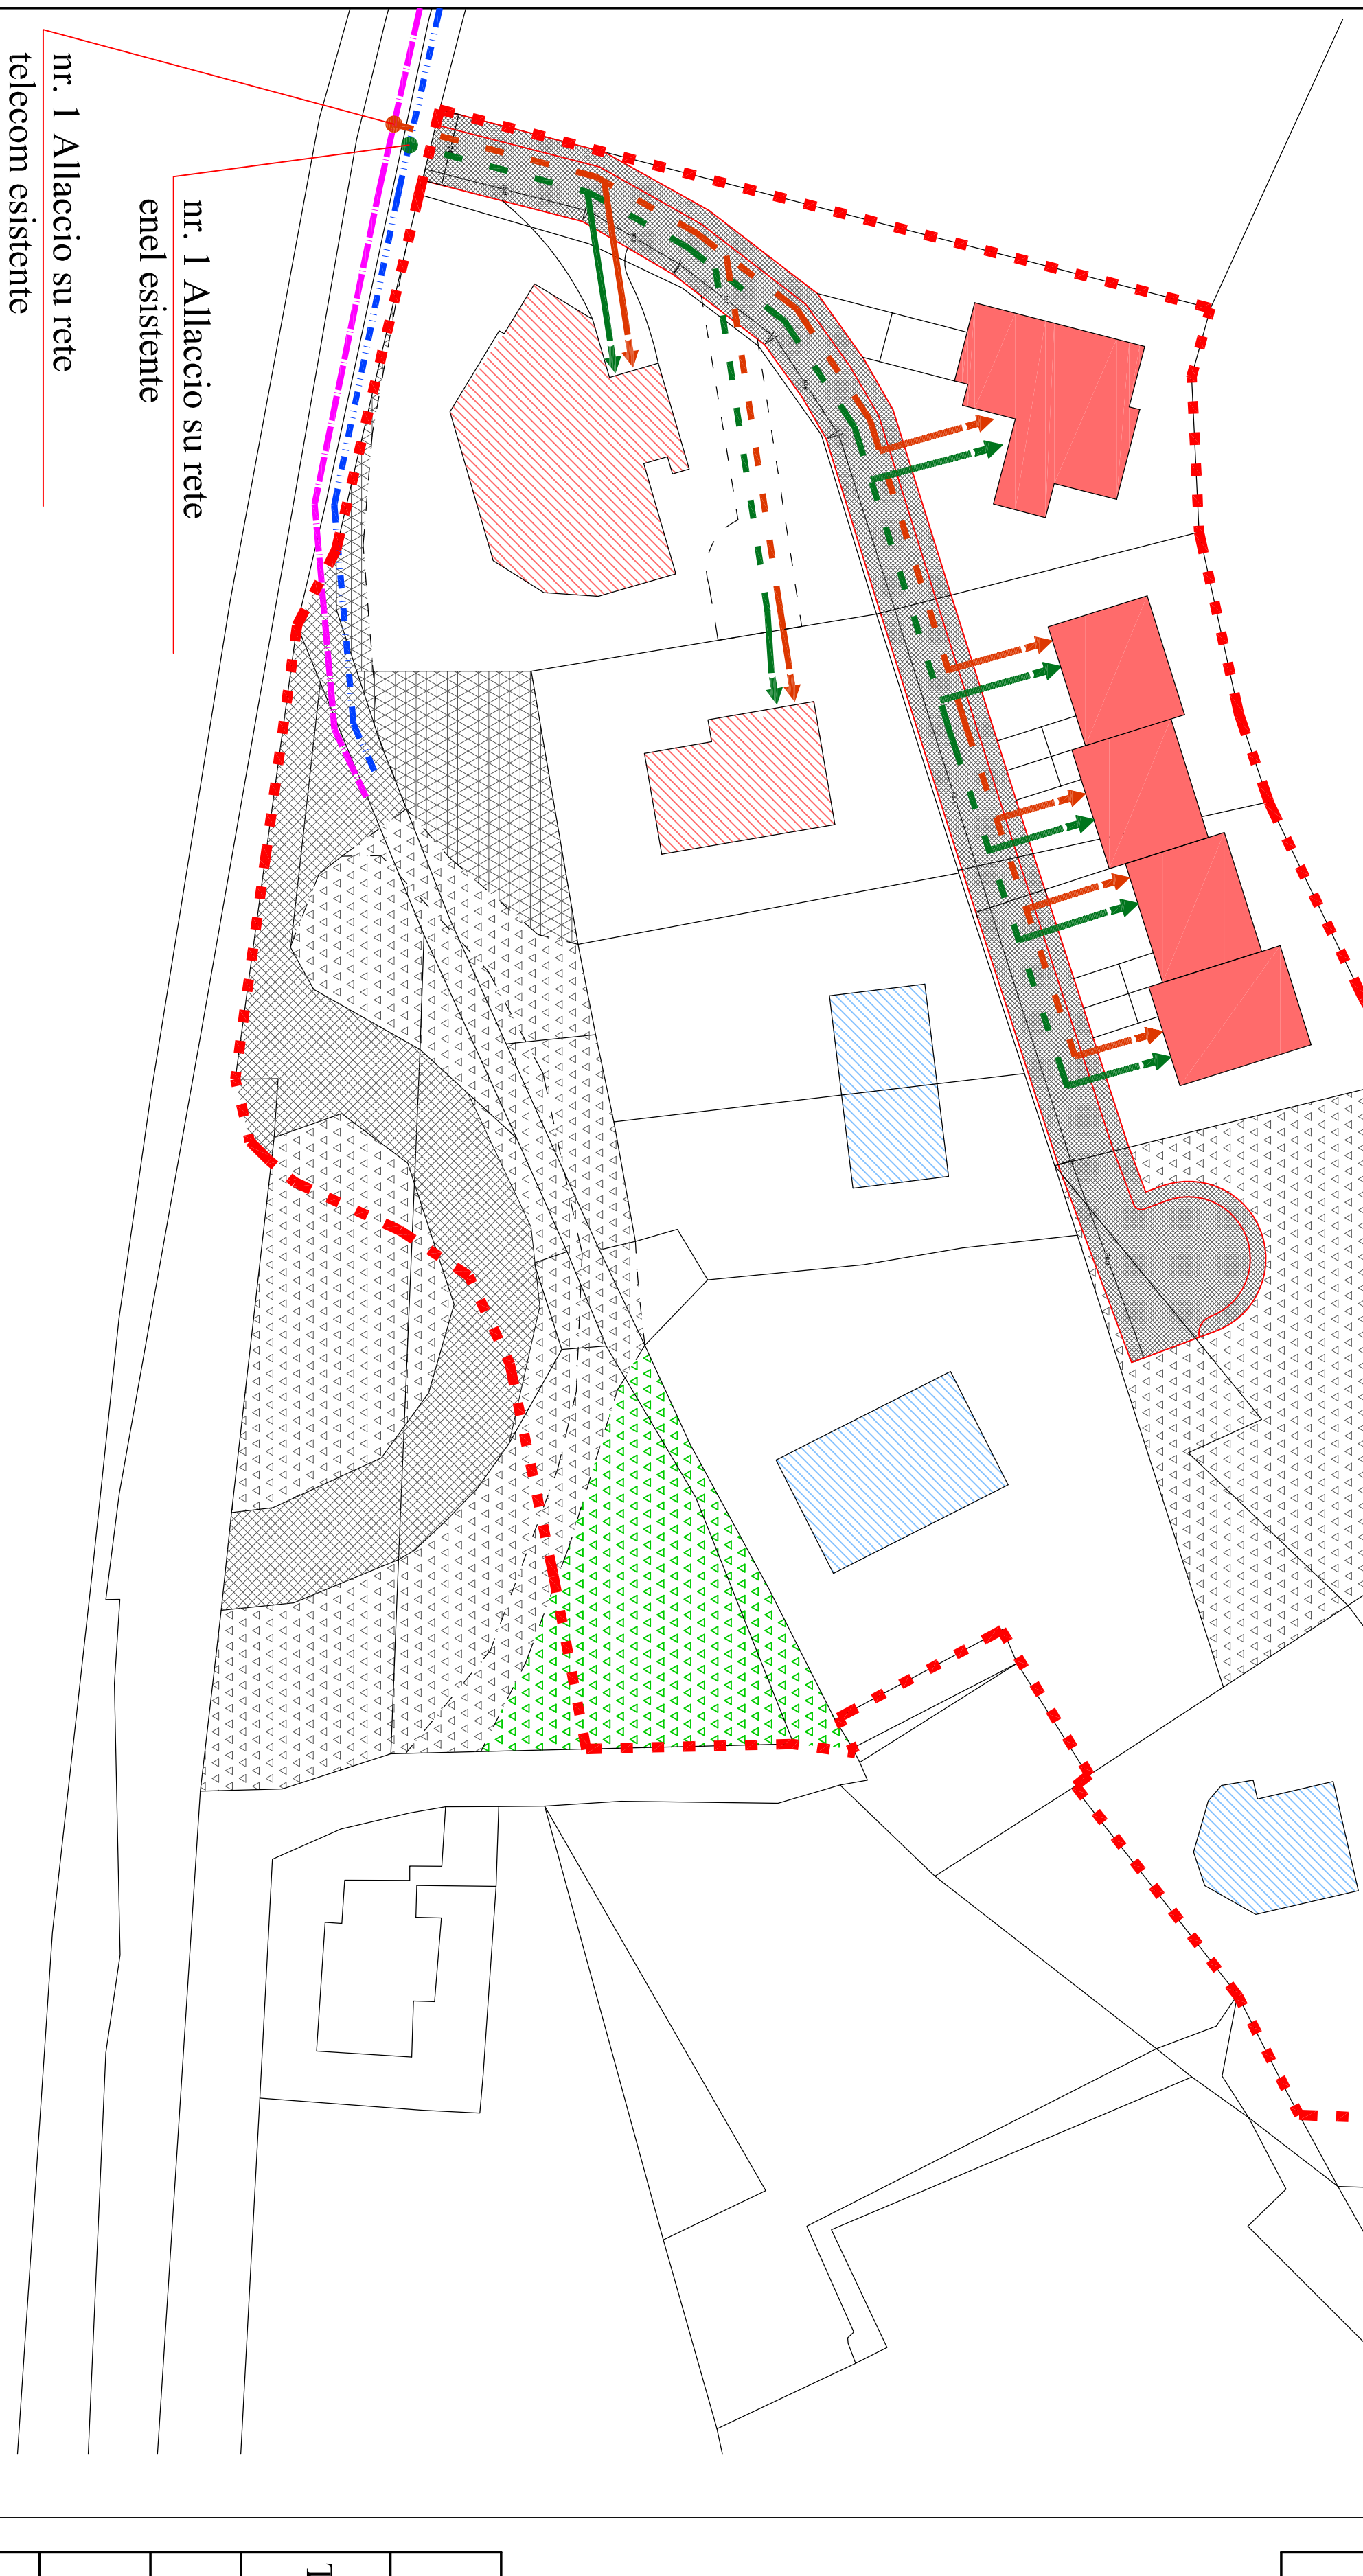 nr. 1 Allaccio su rete
telecom esistente
nr. 1 Allaccio su rete
enel esistente
T